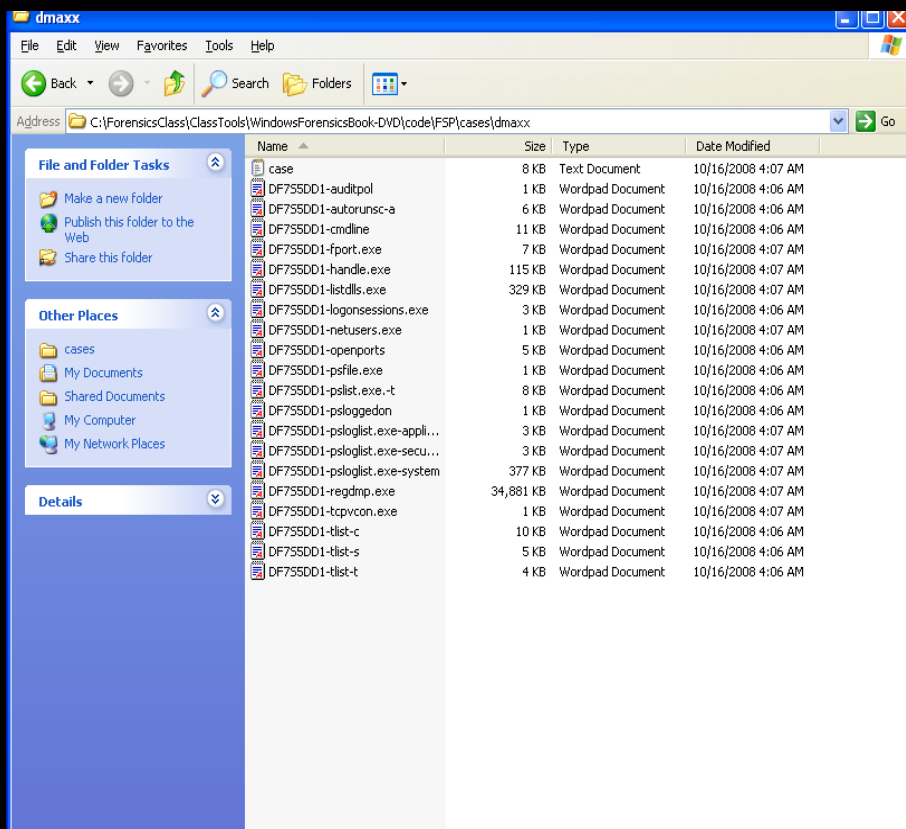 dmaxx
File Edit View Favorites Tools Help
Back Search Folders
Address C:\ForensicsClass\ClassTools\WindowsForensicsBook-DVD\code\FSP\cases\dmaxx Go
File and Folder Tasks
Make a new folder
Publish this folder to the
Web
Share this folder
Other Places
cases
My Documents
Shared Documents
My Computer
My Network Places
Details
Name Size Type Date Modified
case 8 KB Text Document 10/16/2008 4:07 AM
DF7S5DD1-auditpol 1 KB Wordpad Document 10/16/2008 4:06 AM
DF7S5DD1-autorunsc-a 6 KB Wordpad Document 10/16/2008 4:06 AM
DF7S5DD1-cmdline 11 KB Wordpad Document 10/16/2008 4:06 AM
DF7S5DD1-fport.exe 7 KB Wordpad Document 10/16/2008 4:06 AM
DF7S5DD1-handle.exe 115 KB Wordpad Document 10/16/2008 4:07 AM
DF7S5DD1-listdlls.exe 329 KB Wordpad Document 10/16/2008 4:07 AM
DF7S5DD1-logonsessions.exe 3 KB Wordpad Document 10/16/2008 4:06 AM
DF7S5DD1-netusers.exe 1 KB Wordpad Document 10/16/2008 4:06 AM
DF7S5DD1-openports 5 KB Wordpad Document 10/16/2008 4:06 AM
DF7S5DD1-psfile.exe 1 KB Wordpad Document 10/16/2008 4:06 AM
DF7S5DD1-pslist.exe.-t 8 KB Wordpad Document 10/16/2008 4:06 AM
DF7S5DD1-psloggedon 1 KB Wordpad Document 10/16/2008 4:06 AM
DF7S5DD1-psloglist.exe-appli... 3 KB Wordpad Document 10/16/2008 4:06 AM
DF7S5DD1-psloglist.exe-secu... 3 KB Wordpad Document 10/16/2008 4:06 AM
DF7S5DD1-psloglist.exe-system 377 KB Wordpad Document 10/16/2008 4:06 AM
DF7S5DD1-regdmp.exe 34,881 KB Wordpad Document 10/16/2008 4:07 AM
DF7S5DD1-tcpvcon.exe 1 KB Wordpad Document 10/16/2008 4:07 AM
DF7S5DD1-tlist-c 10 KB Wordpad Document 10/16/2008 4:06 AM
DF7S5DD1-tlist-s 5 KB Wordpad Document 10/16/2008 4:06 AM
DF7S5DD1-tlist-t 4 KB Wordpad Document 10/16/2008 4:06 AM